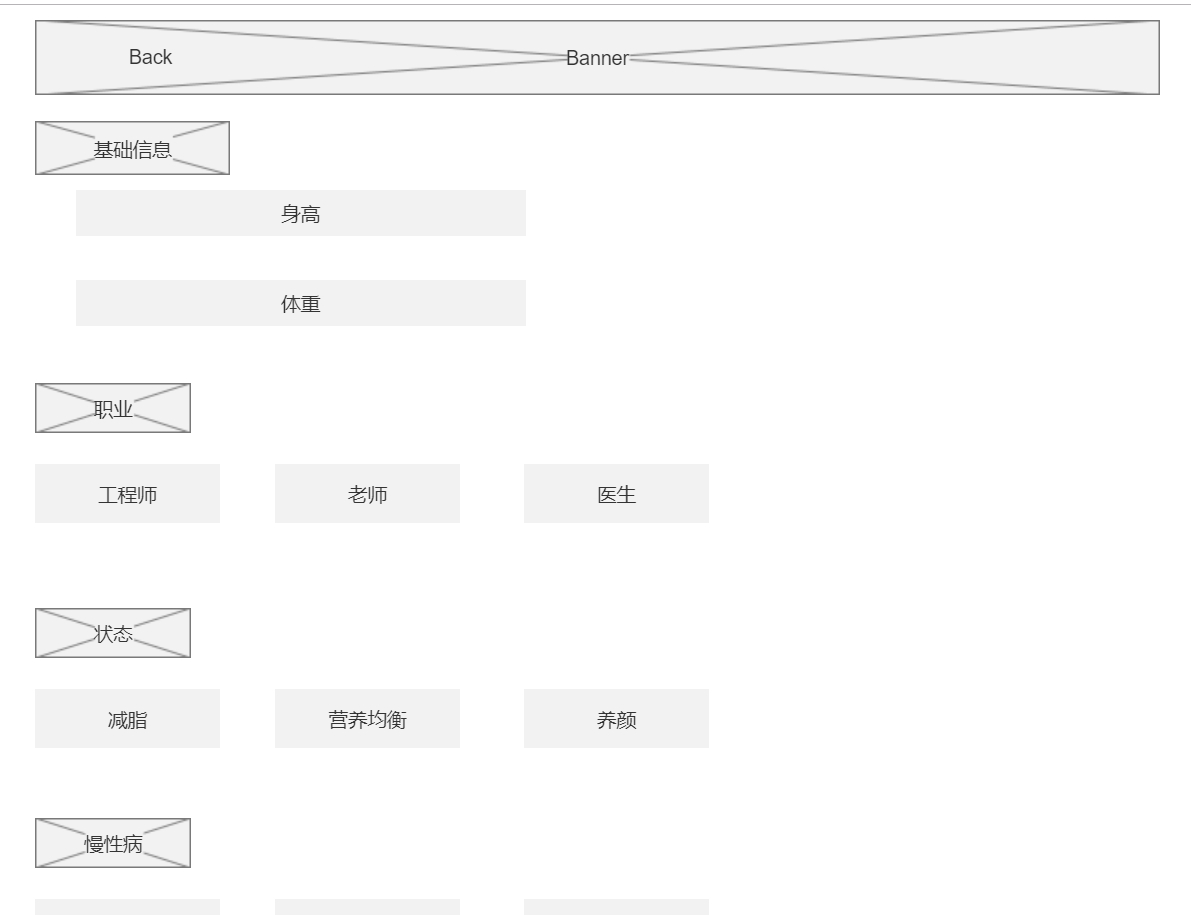 Back
Banner
基础信息
身高
体重
职业
工程师
老师
医生
状态
减脂
营养均衡
养颜
慢性病